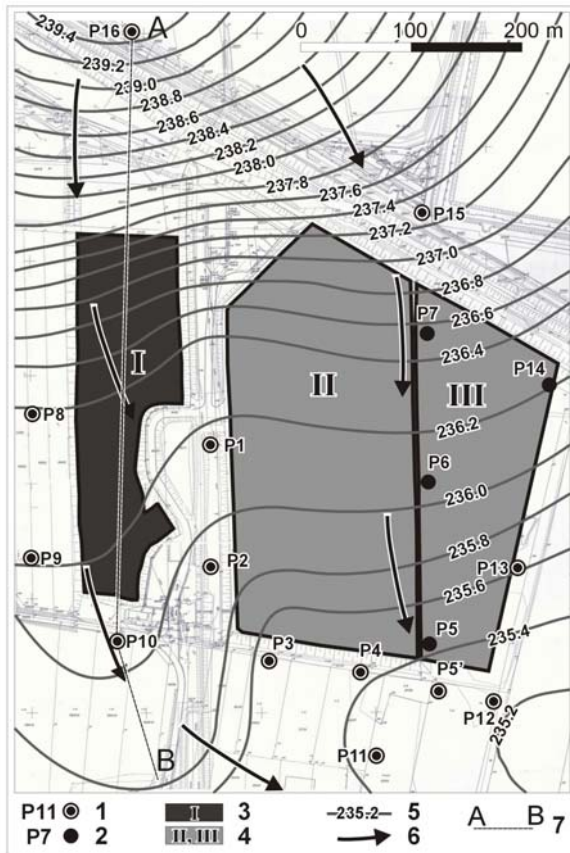 P16 A
0 100 200 m
239.4
239.2
239.0
238.8
238.6
238.4
238.2
238.0
237.8
237.6
237.4
237.2
237.0
236.8
236.6
236.4
236.2
236.0
235.8
235.6
235.4
235.2
P15
P7
I
II
III
P14
P8
P1
P6
P9
P2
P13
P10
P3
P4
P5
P5'
P12
P11
B
P11 1 I 3 235.2 5 A B 7
P7 2 II, III 4 6